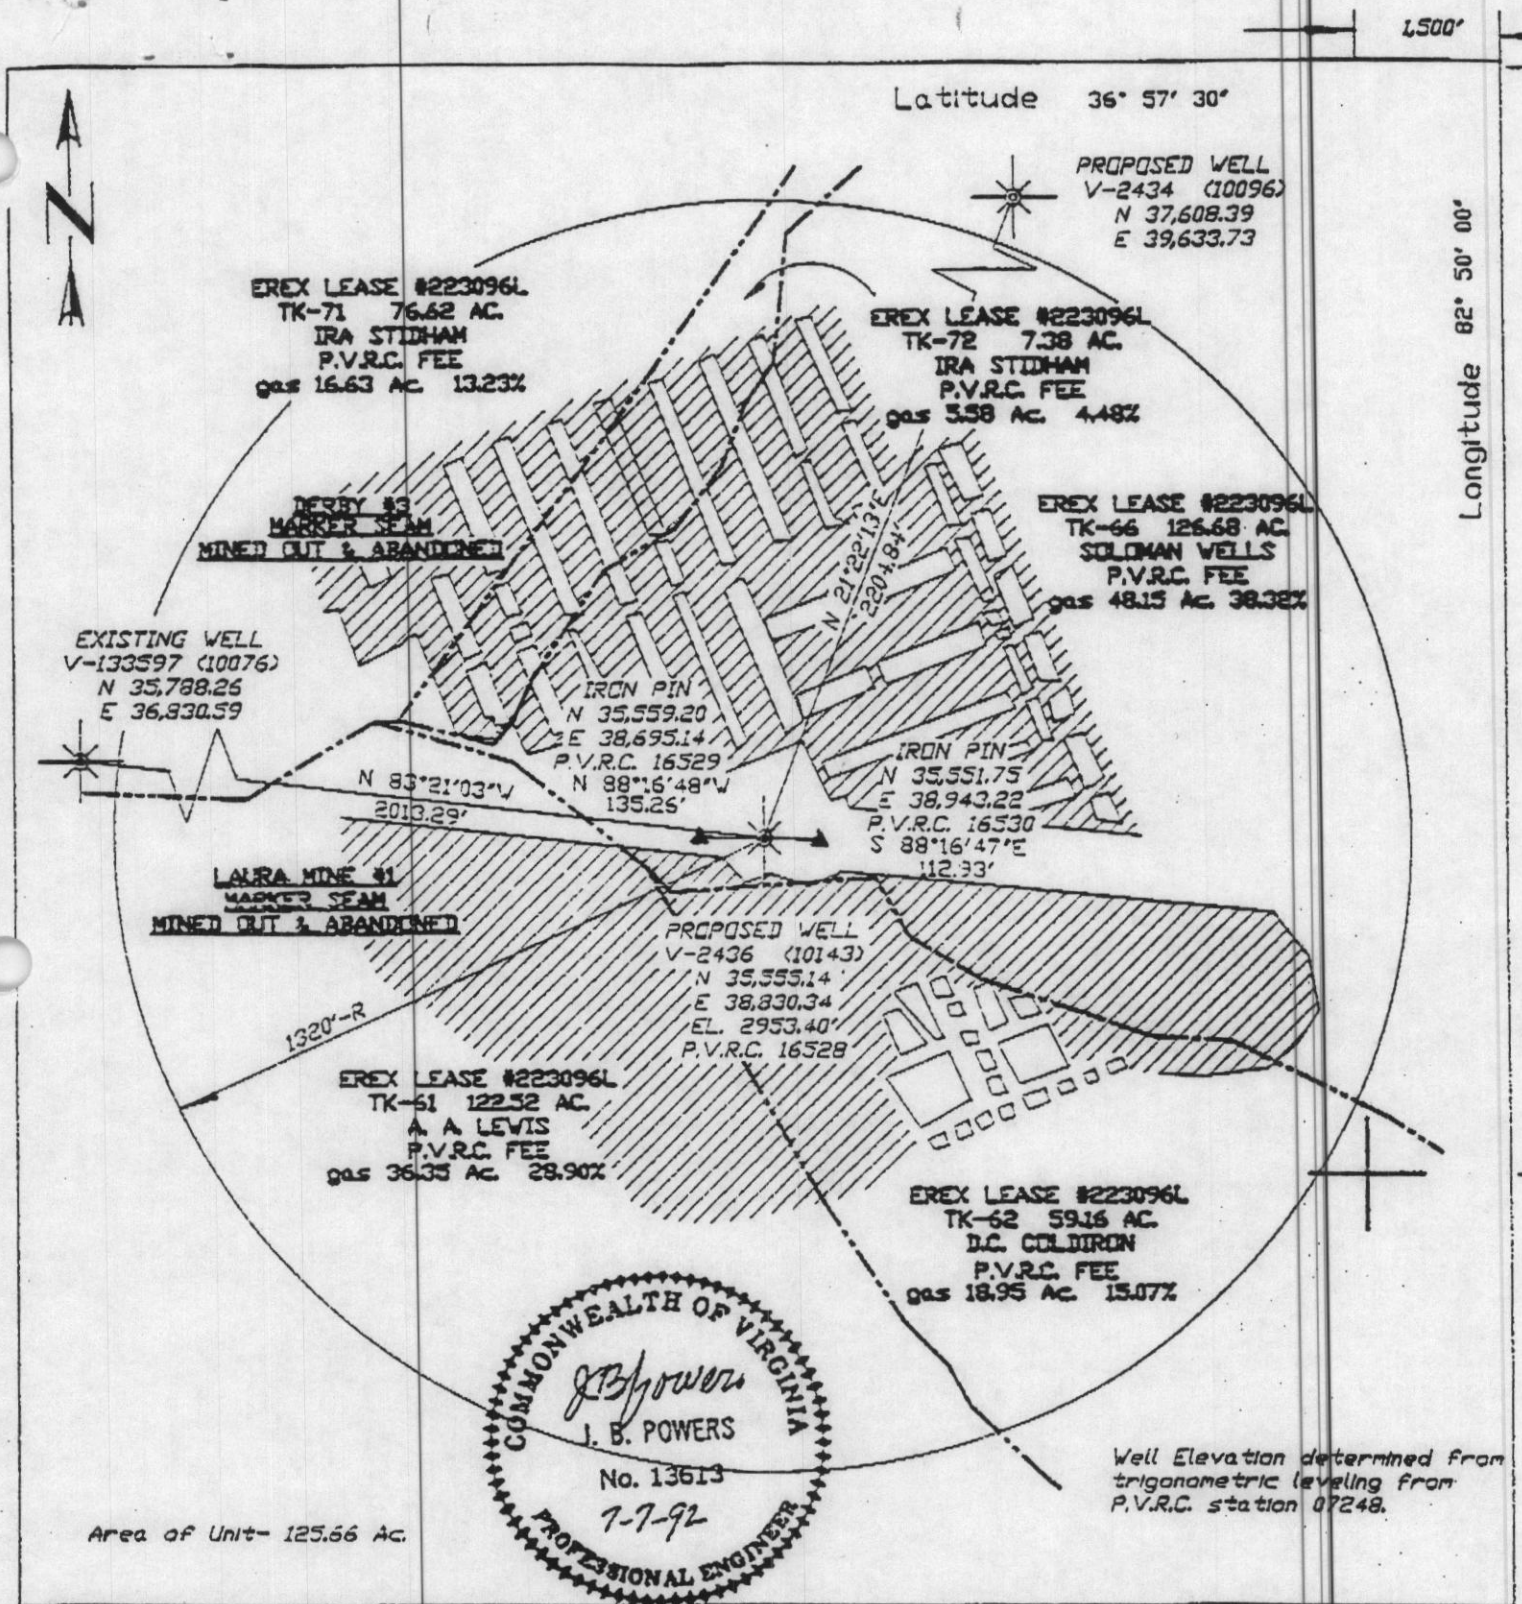 1,500'
Latitude 36° 57' 30"
Longitude 82° 50' 00"
N
PROPOSED WELL
V-2434 (10096)
N 37,608.39
E 39,633.73
EREX LEASE #223096L
TK-71 76.62 AC.
IRA STIDHAM
P.V.R.C. FEE
gas 16.63 Ac. 13.23%
EREX LEASE #223096L
TK-72 7.38 AC.
IRA STIDHAM
P.V.R.C. FEE
gas 5.58 Ac. 4.48%
DERBY #3
MARKER SEAM
MINED OUT & ABANDONED
EREX LEASE #223096L
TK-66 126.68 AC.
SOLOMAN WELLS
P.V.R.C. FEE
gas 48.15 Ac. 38.32%
N 21°22'13"E
2204.84'
EXISTING WELL
V-133597 (10076)
N 35,788.26
E 36,830.59
IRON PIN
N 35,559.20
E 38,695.14
P.V.R.C. 16529
N 88°16'48"W
135.26'
IRON PIN
N 35,551.75
E 38,943.22
P.V.R.C. 16530
S 88°16'47"E
112.93'
N 83°21'03"W
2013.29'
LAURA MINE #1
MARKER SEAM
MINED OUT & ABANDONED
PROPOSED WELL
V-2436 (10143)
N 35,555.14
E 38,830.34
EL. 2953.40'
P.V.R.C. 16528
1320'-R
EREX LEASE #223096L
TK-61 122.52 AC.
A. A. LEWIS
P.V.R.C. FEE
gas 36.35 Ac. 28.90%
EREX LEASE #223096L
TK-62 59.16 AC.
D.C. COLDIRON
P.V.R.C. FEE
gas 18.95 Ac. 15.07%
COMMONWEALTH OF VIRGINIA
JB Powers
J. B. POWERS
No. 13613
7-7-92
PROFESSIONAL ENGINEER
Well Elevation determined from
trigonometric leveling from
P.V.R.C. station 07248.
Area of Unit- 125.66 Ac.